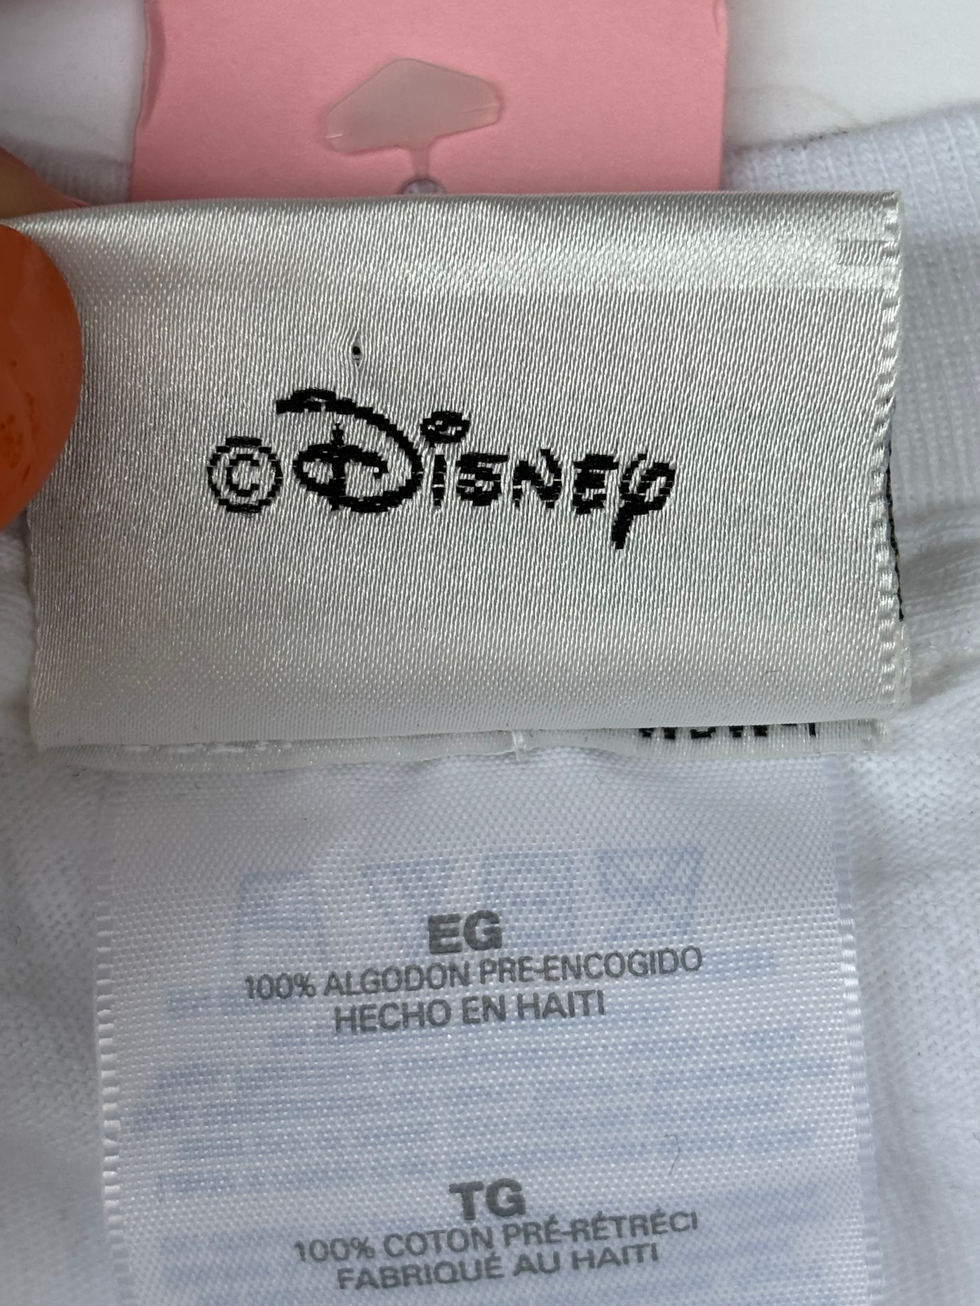 ©Disney
EG
100% ALGODON PRE-ENCOGIDO
HECHO EN HAITI
TG
100% COTON PRÉ-RÉTRÉCI
FABRIQUÉ AU HAITI